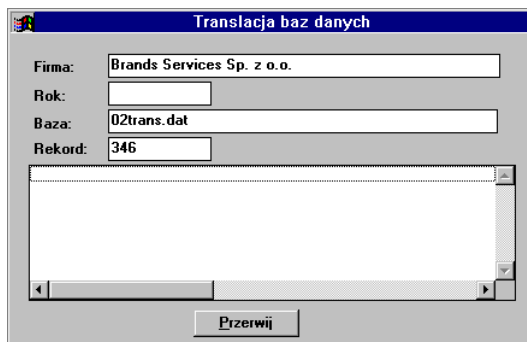 Translacja baz danych
Firma: Brands Services Sp. z o.o.
Rok:
Baza: 02trans.dat
Rekord: 346
Przerwij